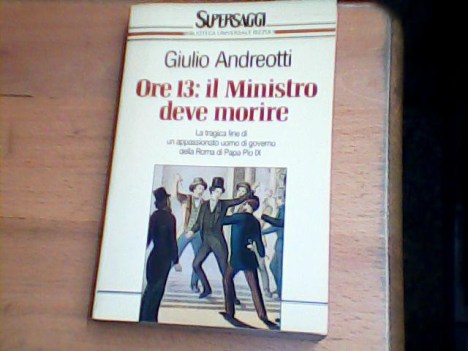 SUPERSAGGI
BIBLIOTECA UNIVERSALE RIZZOLI
Giulio Andreotti
Ore 13: il Ministro
deve morire
La tragica fine di
un appassionato uomo di governo
della Roma di Papa Pio IX